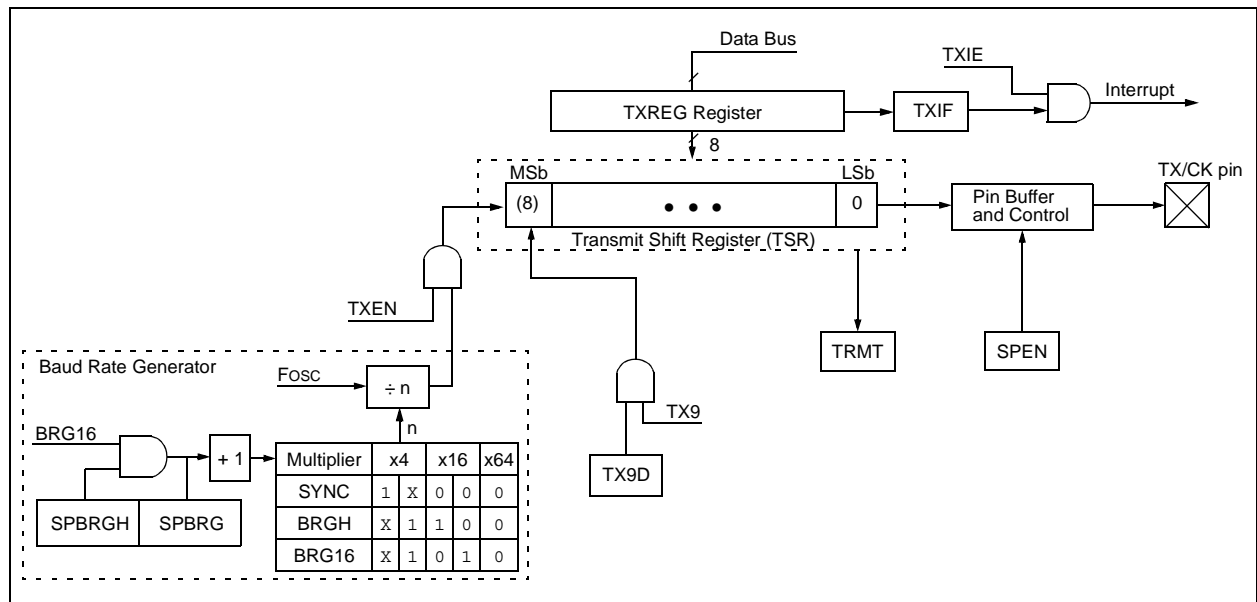 Data Bus
TXIE
Interrupt
TXREG Register
TXIF
8
MSb
LSb
TX/CK pin
(8)
• • •
0
Pin Buffer
and Control
Transmit Shift Register (TSR)
TXEN
TRMT
SPEN
Baud Rate Generator
FOSC
÷ n
TX9
n
BRG16
+ 1
TX9D
Multiplier x4 x16 x64
SYNC 1 X 0 0 0
BRGH X 1 1 0 0
BRG16 X 1 0 1 0
SPBRGH SPBRG